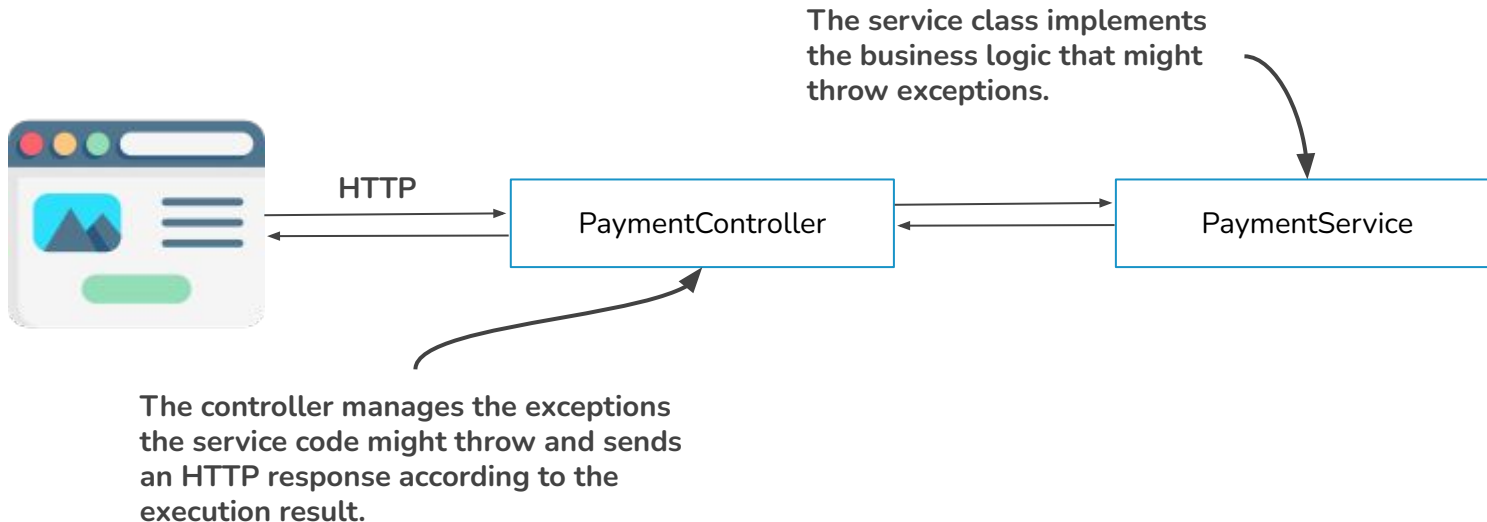 The service class implements
the business logic that might
throw exceptions.
HTTP
PaymentController
PaymentService
The controller manages the exceptions
the service code might throw and sends
an HTTP response according to the
execution result.